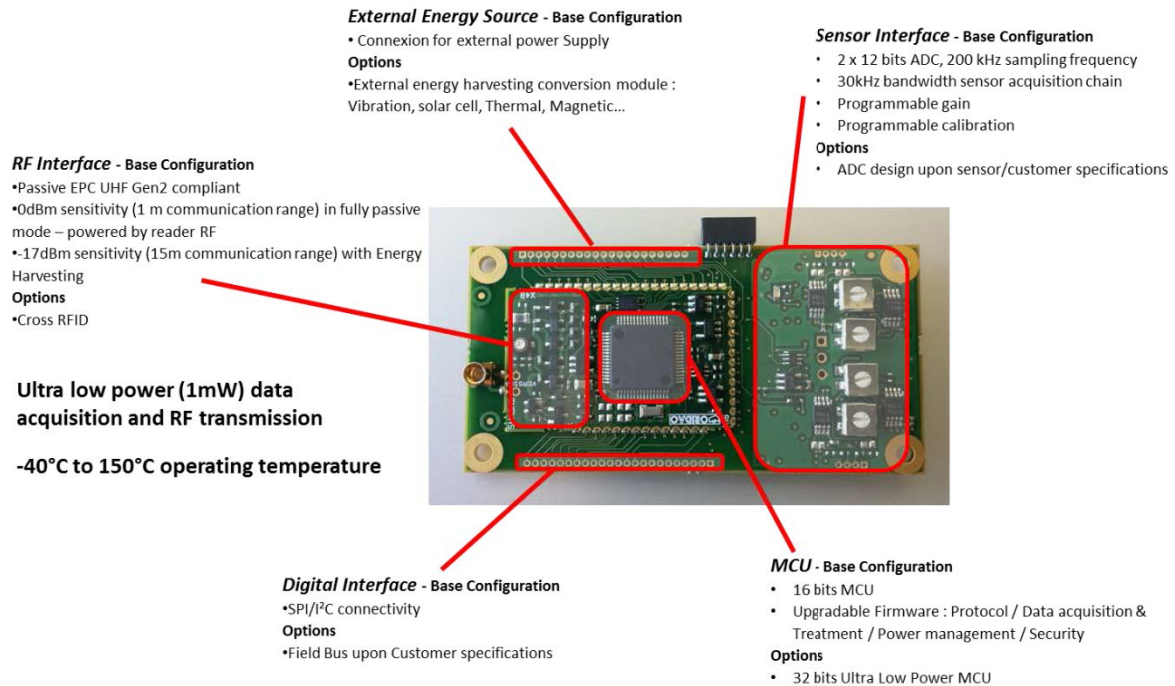 External Energy Source - Base Configuration
• Connexion for external power Supply
Options
•External energy harvesting conversion module :
Vibration, solar cell, Thermal, Magnetic...
Sensor Interface - Base Configuration
• 2 x 12 bits ADC, 200 kHz sampling frequency
• 30kHz bandwidth sensor acquisition chain
• Programmable gain
• Programmable calibration
Options
• ADC design upon sensor/customer specifications
RF Interface - Base Configuration
•Passive EPC UHF Gen2 compliant
•0dBm sensitivity (1 m communication range) in fully passive
mode – powered by reader RF
•-17dBm sensitivity (15m communication range) with Energy
Harvesting
Options
•Cross RFID
Ultra low power (1mW) data
acquisition and RF transmission
-40°C to 150°C operating temperature
X4B
Digital Interface - Base Configuration
•SPI/I²C connectivity
Options
•Field Bus upon Customer specifications
MCU - Base Configuration
• 16 bits MCU
• Upgradable Firmware : Protocol / Data acquisition &
Treatment / Power management / Security
Options
• 32 bits Ultra Low Power MCU